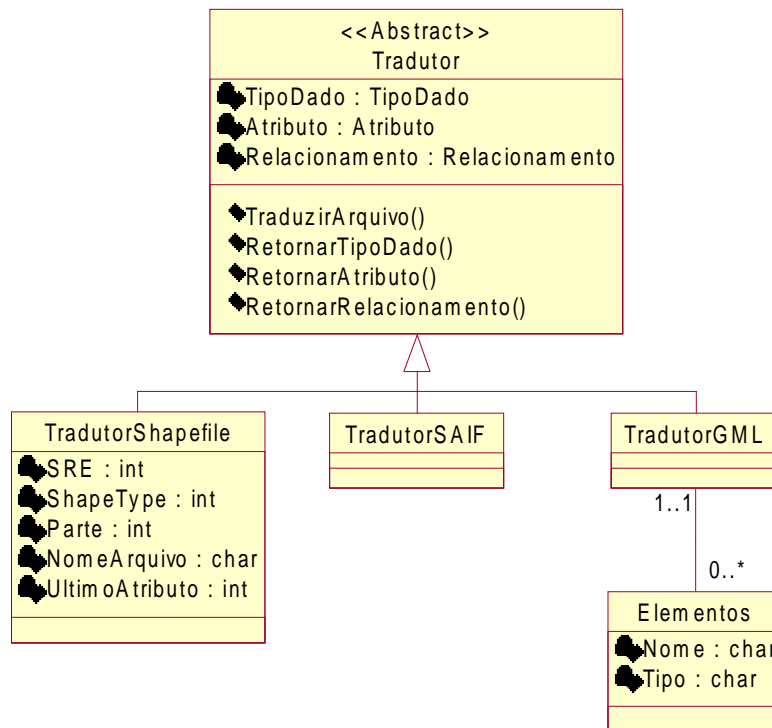 <<Abstract>>
Tradutor
TipoDado : TipoDado
Atributo : Atributo
Relacionamento : Relacionamento
TraduzirArquivo()
RetornarTipoDado()
RetornarAtributo()
RetornarRelacionamento()
TradutorShapefile
SRE : int
ShapeType : int
Parte : int
NomeArquivo : char
UltimoAtributo : int
TradutorSAIF
TradutorGML
1..1
0..*
Elementos
Nome : char
Tipo : char